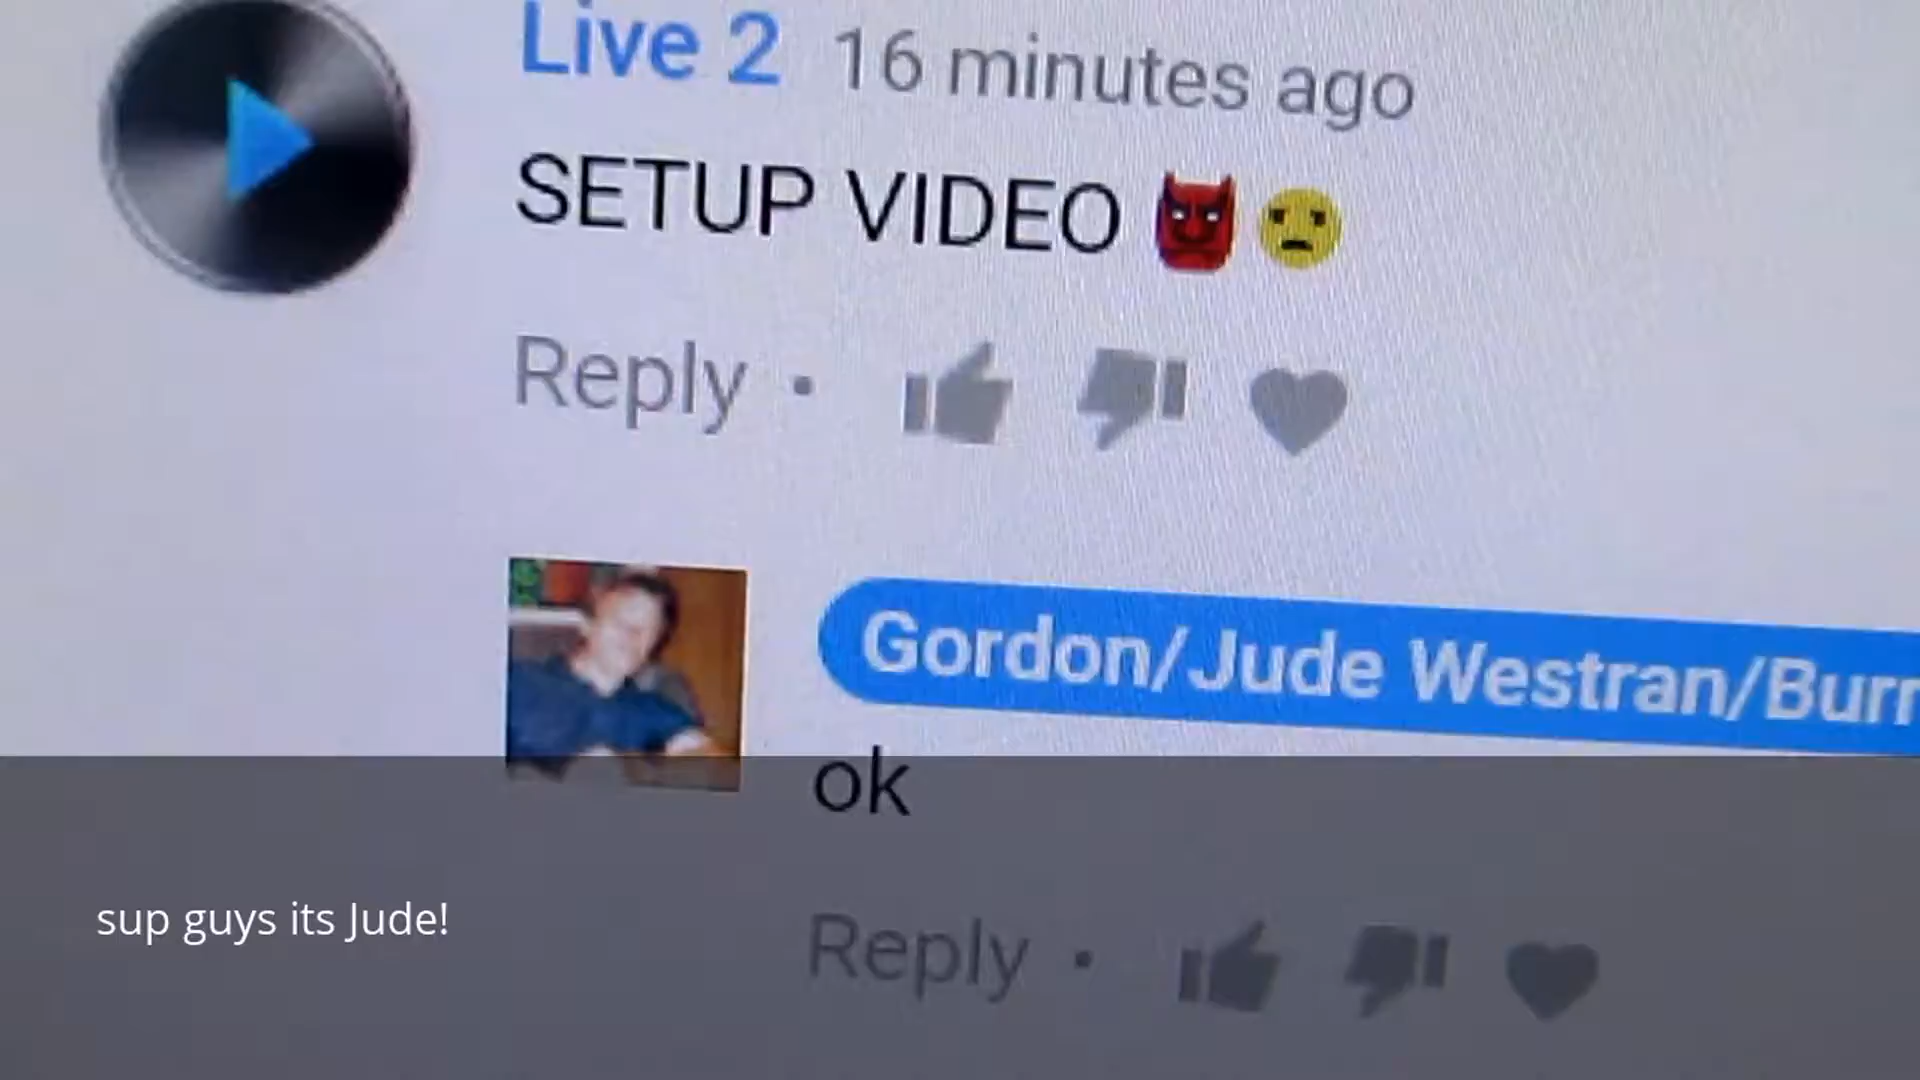 Live 2 16 minutes ago
SETUP VIDEO 👹😟
Reply •
Gordon/Jude Westran/Burr
ok
sup guys its Jude!
Reply •